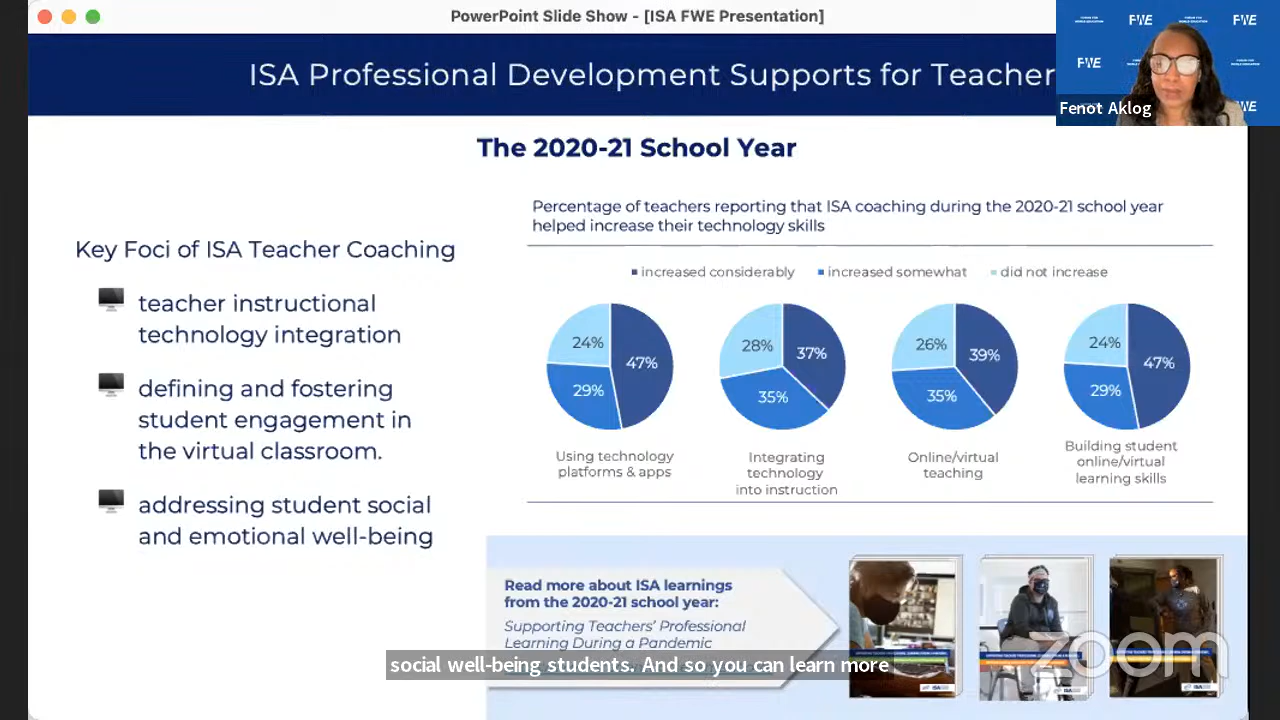 PowerPoint Slide Show - [ISA FWE Presentation]
ISA Professional Development Supports for Teacher
FWE
FWE
FWE
FWE
Fenot Aklog
The 2020-21 School Year
Key Foci of ISA Teacher Coaching
teacher instructional
technology integration
defining and fostering
student engagement in
the virtual classroom.
addressing student social
and emotional well-being
Percentage of teachers reporting that ISA coaching during the 2020-21 school year
helped increase their technology skills
increased considerably
increased somewhat
did not increase
24%
47%
29%
Using technology
platforms & apps
28%
37%
35%
Integrating
technology
into instruction
26%
39%
35%
Online/virtual
teaching
24%
47%
29%
Building student
online/virtual
learning skills
Read more about ISA learnings
from the 2020-21 school year:
Supporting Teachers' Professional
Learning During a Pandemic
social well-being students. And so you can learn more
zoom